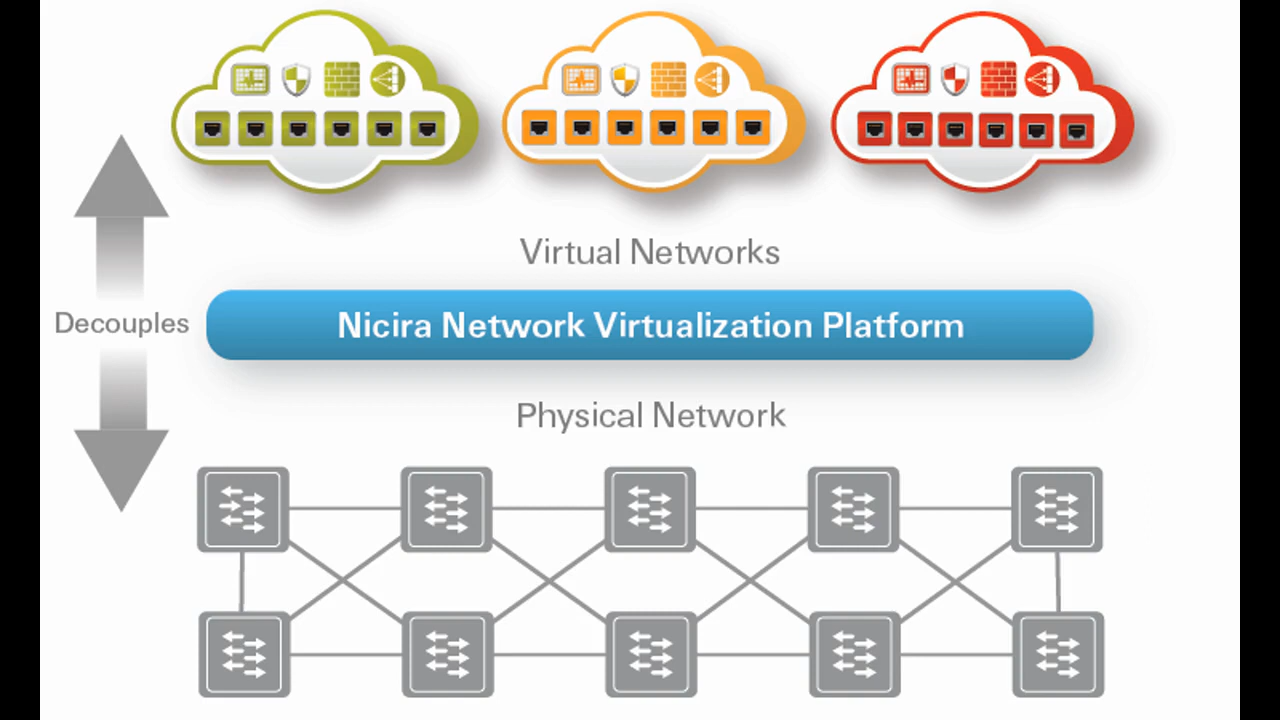 Virtual Networks
Decouples
Nicira Network Virtualization Platform
Physical Network